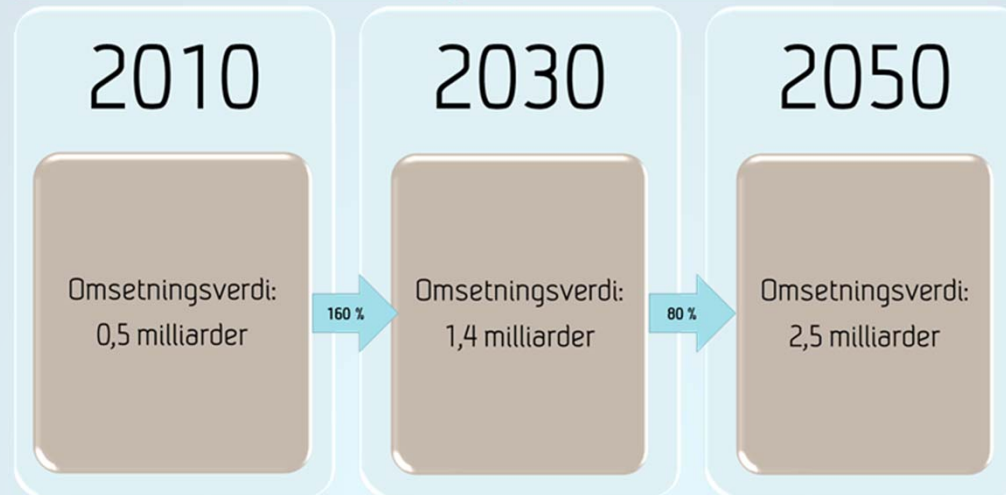 2010
Omsetningsverdi:
0,5 milliarder
160 %
2030
Omsetningsverdi:
1,4 milliarder
80 %
2050
Omsetningsverdi:
2,5 milliarder